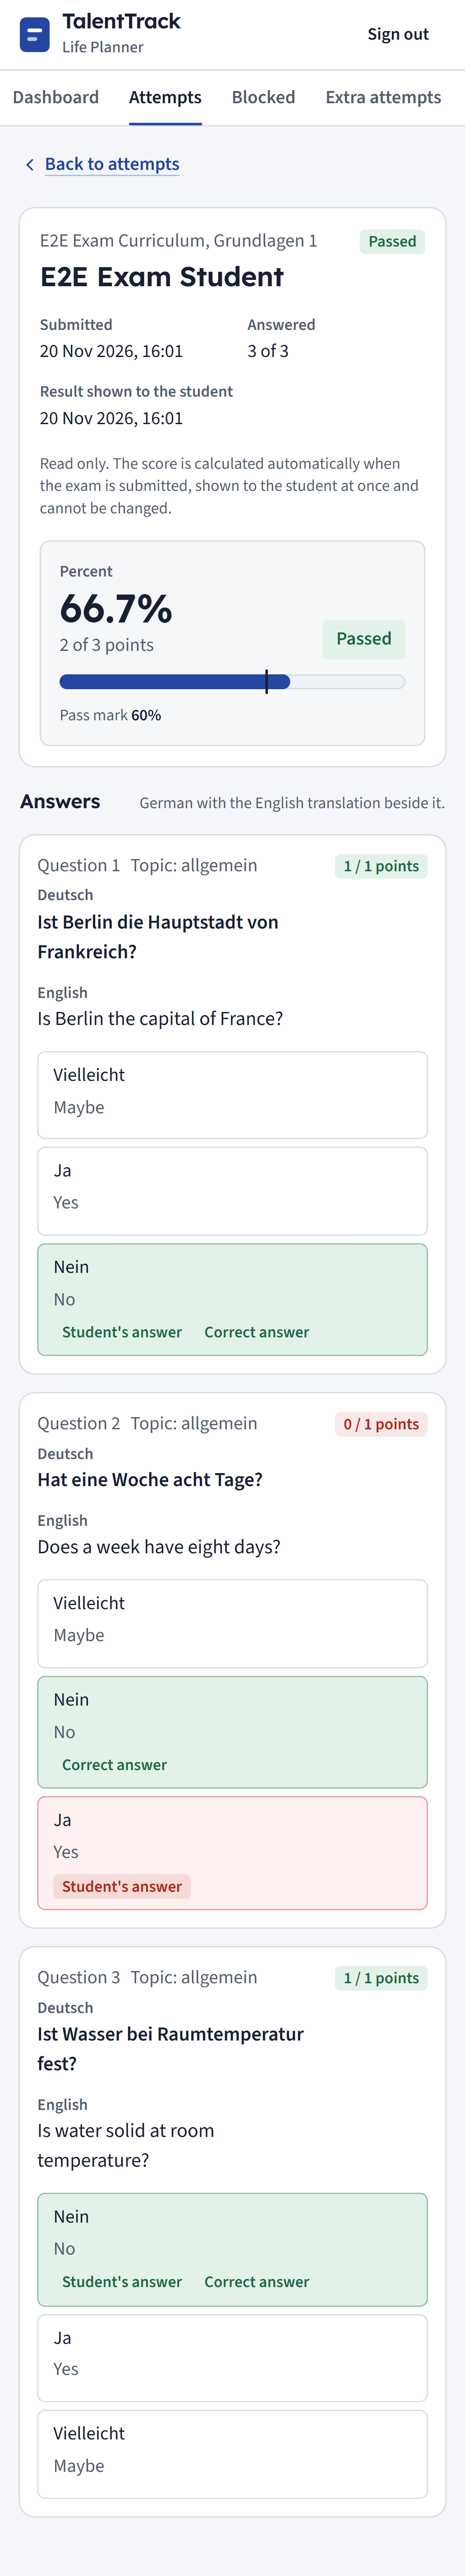 TalentTrack
Life Planner
Sign out
Dashboard
Attempts
Blocked
Extra attempts
Back to attempts
E2E Exam Curriculum, Grundlagen 1
Passed
E2E Exam Student
Submitted
20 Nov 2026, 16:01
Answered
3 of 3
Result shown to the student
20 Nov 2026, 16:01
Read only. The score is calculated automatically when
the exam is submitted, shown to the student at once and
cannot be changed.
Percent
66.7%
2 of 3 points
Passed
Pass mark 60%
Answers
German with the English translation beside it.
Question 1 Topic: allgemein
1 / 1 points
Deutsch
Ist Berlin die Hauptstadt von
Frankreich?
English
Is Berlin the capital of France?
Vielleicht
Maybe
Ja
Yes
Nein
No
Student's answer
Correct answer
Question 2 Topic: allgemein
0 / 1 points
Deutsch
Hat eine Woche acht Tage?
English
Does a week have eight days?
Vielleicht
Maybe
Nein
No
Correct answer
Ja
Yes
Student's answer
Question 3 Topic: allgemein
1 / 1 points
Deutsch
Ist Wasser bei Raumtemperatur
fest?
English
Is water solid at room
temperature?
Nein
No
Student's answer
Correct answer
Ja
Yes
Vielleicht
Maybe